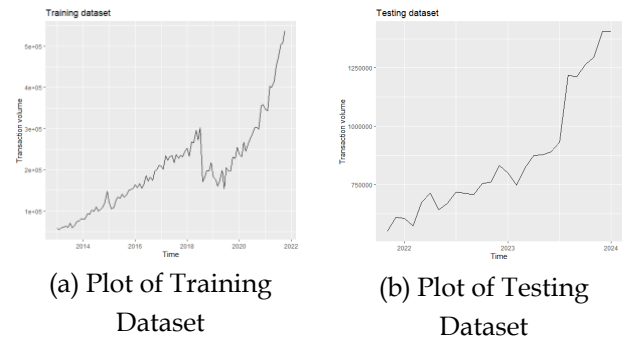 Training dataset
5e+05
4e+05
3e+05
2e+05
1e+05
Transaction volume
2014 2016 2018 2020 2022
Time
(a) Plot of Training
Dataset
Testing dataset
1250000
1000000
750000
Transaction volume
2022 2023 2024
Time
(b) Plot of Testing
Dataset